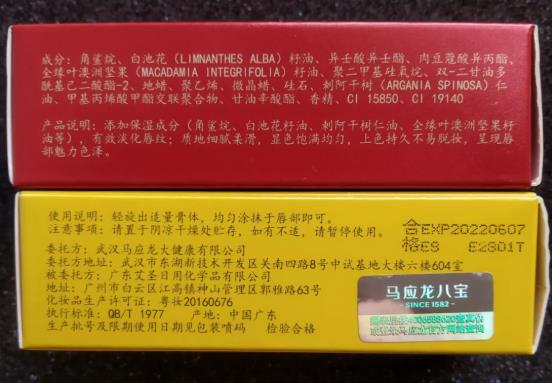 成分：角鲨烷、白池花（LIMNANTHES ALBA）籽油、异壬酸异壬酯、肉豆蔻酸异丙酯、
全缘叶澳洲坚果（MACADAMIA INTEGRIFOLIA）籽油、聚二甲基硅氧烷、双-二甘油多
酰基己二酸酯-2、地蜡、聚乙烯、微晶蜡、硅石、刺阿干树（ARGANIA SPINOSA）仁
油、甲基丙烯酸甲酯交联聚合物、甘油辛酸酯、香精、CI 15850、CI 19140
产品说明：添加保湿成分（角鲨烷、白池花籽油、刺阿干树仁油、全缘叶澳洲坚果籽
油等），有效淡化唇纹；质地细腻柔滑，显色饱满均匀，上色持久不易脱妆，呈现唇
部魅力色泽。
使用说明：轻旋出适量膏体，均匀涂抹于唇部即可。
注意事项：请置于阴凉干燥处贮存，如有不适，请暂停使用。
委托方：武汉马应龙大健康有限公司
委托方地址：武汉市东湖新技术开发区关南四路8号中试基地大楼六楼604室
被委托方：广东艾圣日用化学品有限公司
地址：广州市白云区江高镇神山管理区郭雅路63号
化妆品生产许可证：粤妆20160676
执行标准：QB/T 1977 产地：中国广东
生产批号及限期使用日期见包装喷码 检验合格
合格
EXP20220607
E2801T
马应龙八宝
SINCE 1582